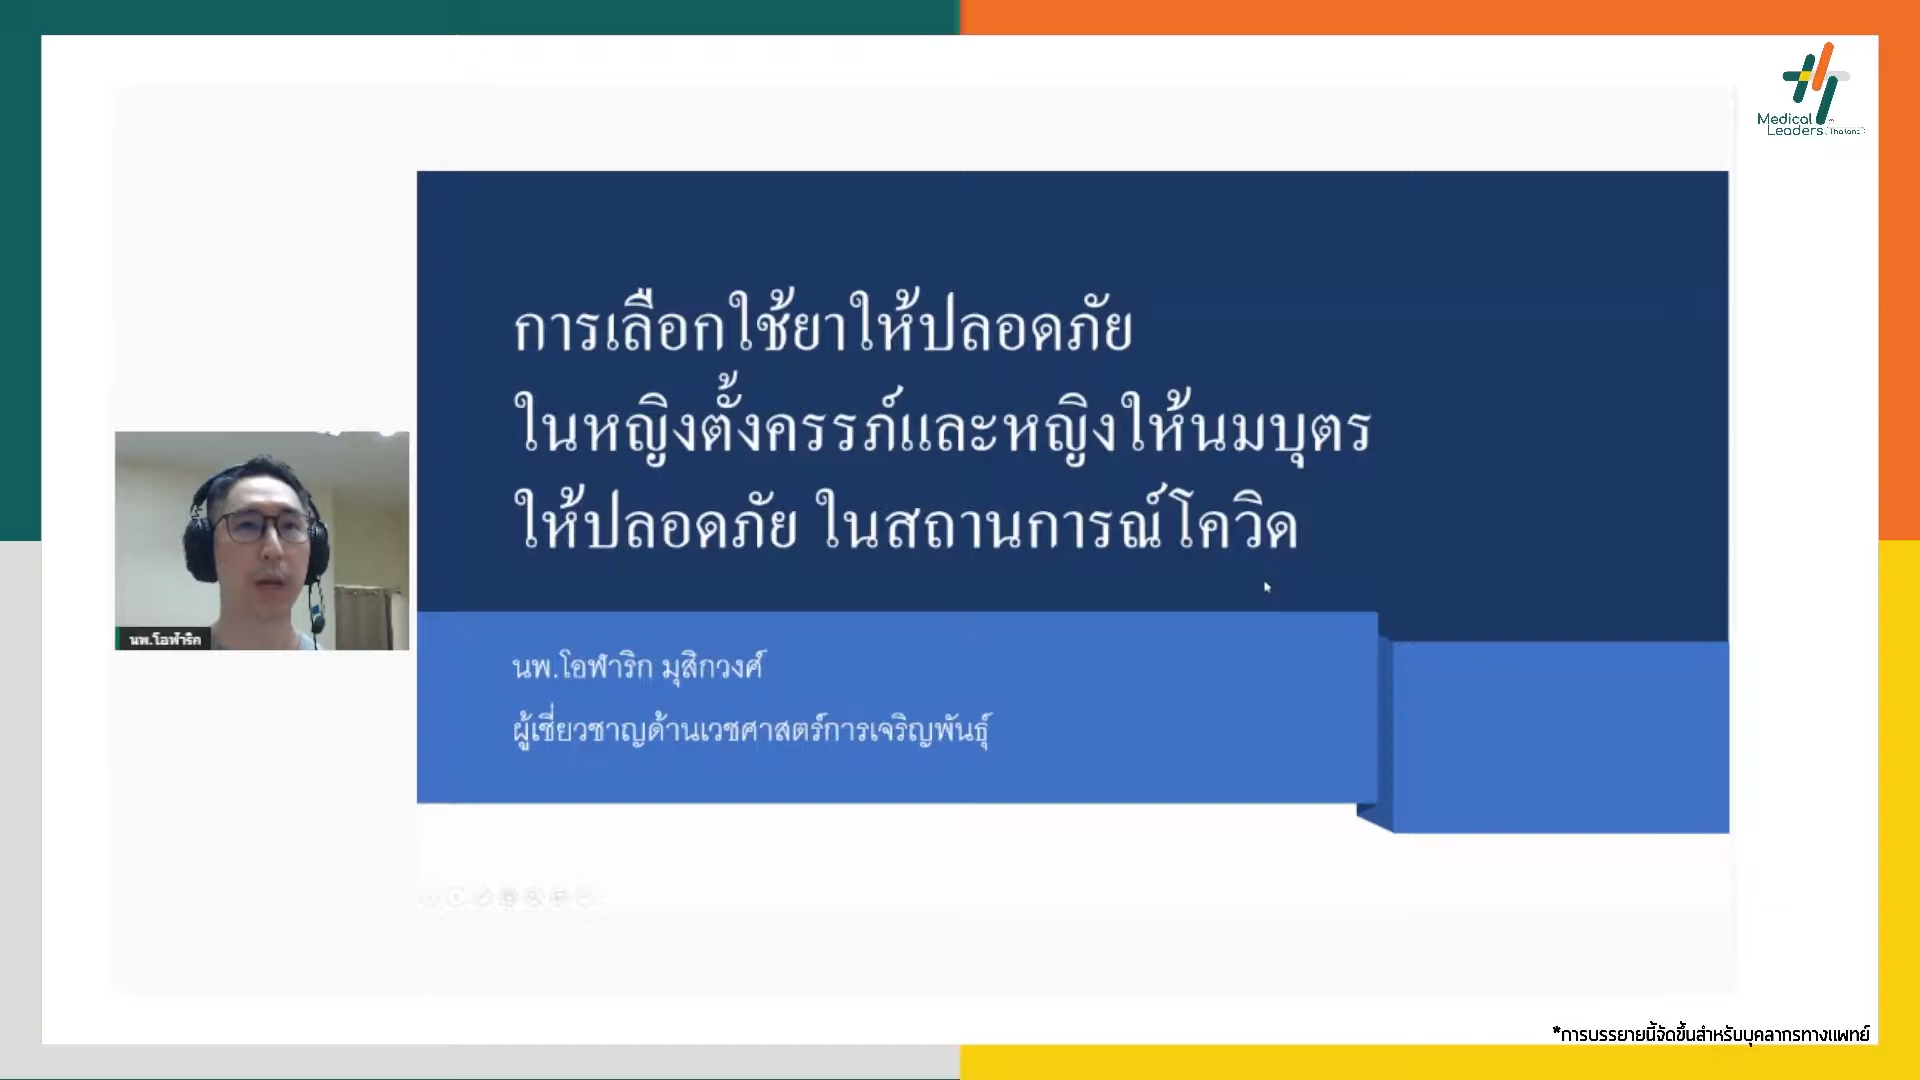 Medical
Leaders (Thailand)
การเลือกใช้ยาให้ปลอดภัย
ในหญิงตั้งครรภ์และหญิงให้นมบุตร
ให้ปลอดภัย ในสถานการณ์โควิด
นพ.โอฬาริก
นพ.โอฬาริก มุสิกวงศ์
ผู้เชี่ยวชาญด้านเวชศาสตร์การเจริญพันธุ์
*การบรรยายนี้จัดขึ้นสำหรับบุคลากรทางแพทย์